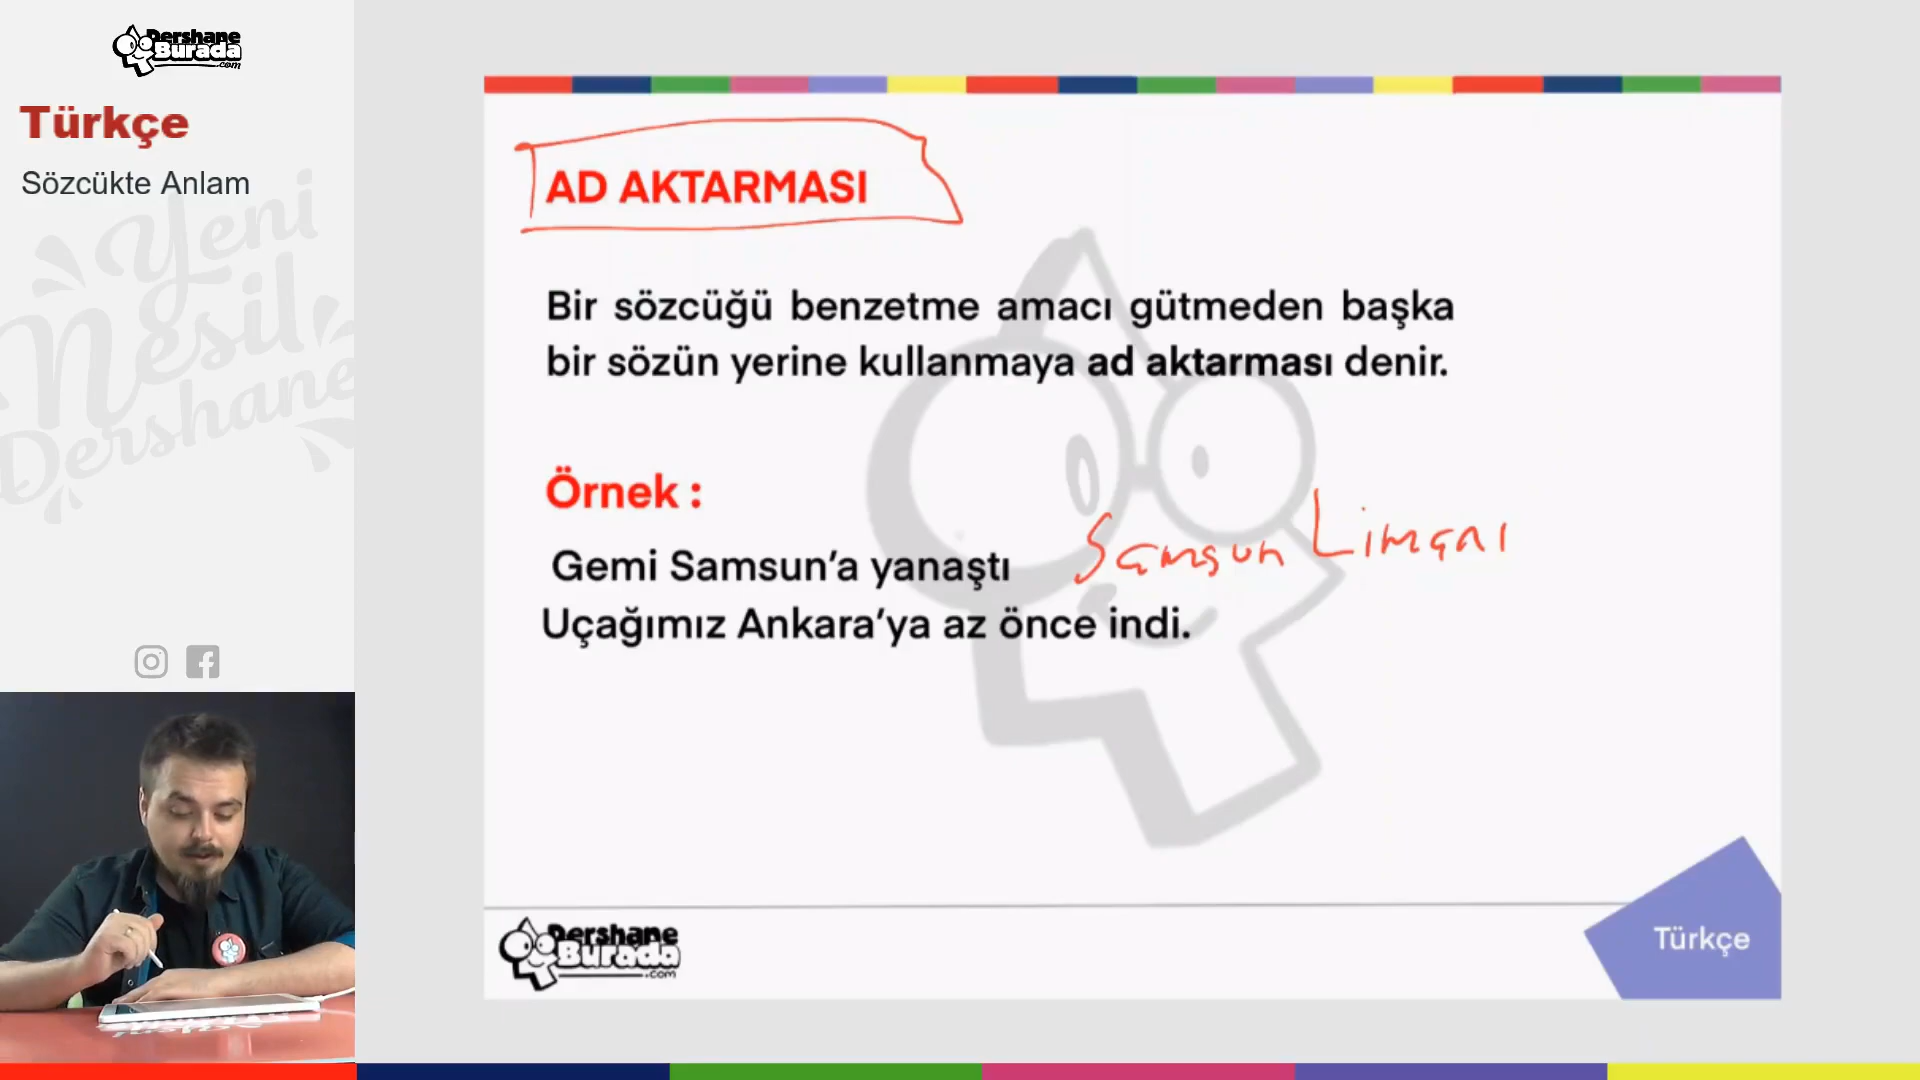 Dershane
Burada
.com
Türkçe
Sözcükte Anlam
Yeni
Nesil
Dershane
AD AKTARMASI
Bir sözcüğü benzetme amacı gütmeden başka
bir sözün yerine kullanmaya ad aktarması denir.
Örnek :
Gemi Samsun’a yanaştı
Samsun Limanı
Uçağımız Ankara’ya az önce indi.
Dershane
Burada
.com
Türkçe